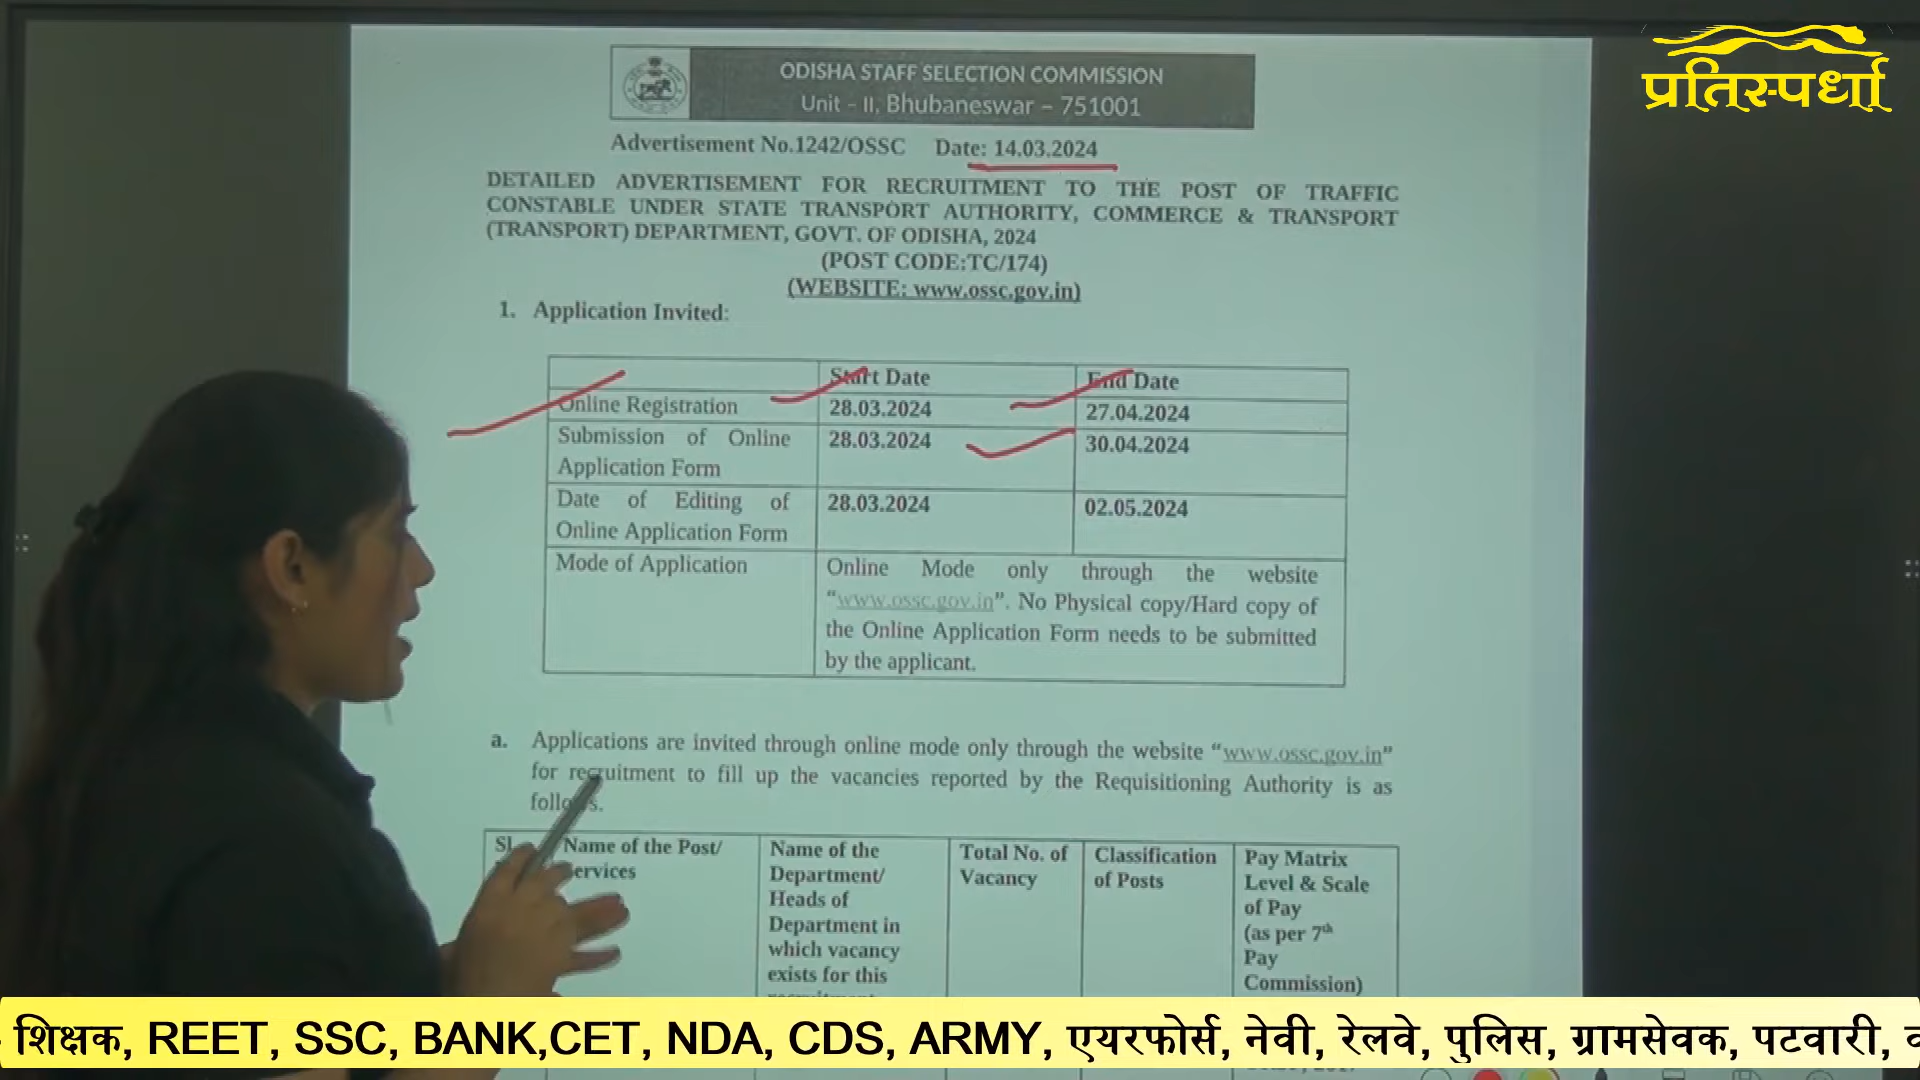 प्रतिस्पर्धा
ODISHA STAFF SELECTION COMMISSION
Unit - II, Bhubaneswar – 751001
Advertisement No.1242/OSSC Date: 14.03.2024
DETAILED ADVERTISEMENT FOR RECRUITMENT TO THE POST OF TRAFFIC
CONSTABLE UNDER STATE TRANSPORT AUTHORITY, COMMERCE & TRANSPORT
(TRANSPORT) DEPARTMENT, GOVT. OF ODISHA, 2024
(POST CODE:TC/174)
(WEBSITE: www.ossc.gov.in)
1. Application Invited:
Start Date End Date
Online Registration 28.03.2024 27.04.2024
Submission of Online 28.03.2024 30.04.2024
Application Form
Date of Editing of 28.03.2024 02.05.2024
Online Application Form
Mode of Application Online Mode only through the website
“www.ossc.gov.in”. No Physical copy/Hard copy of
the Online Application Form needs to be submitted
by the applicant.
a. Applications are invited through online mode only through the website “www.ossc.gov.in”
for recruitment to fill up the vacancies reported by the Requisitioning Authority is as
follows.
Sl. Name of the Post/ Name of the Total No. of Classification Pay Matrix
Services Department/ Vacancy of Posts Level & Scale
Heads of of Pay
Department in (as per 7th
which vacancy Pay
exists for this Commission)
शिक्षक, REET, SSC, BANK,CET, NDA, CDS, ARMY, एयरफोर्स, नेवी, रेलवे, पुलिस, ग्रामसेवक, पटवारी,